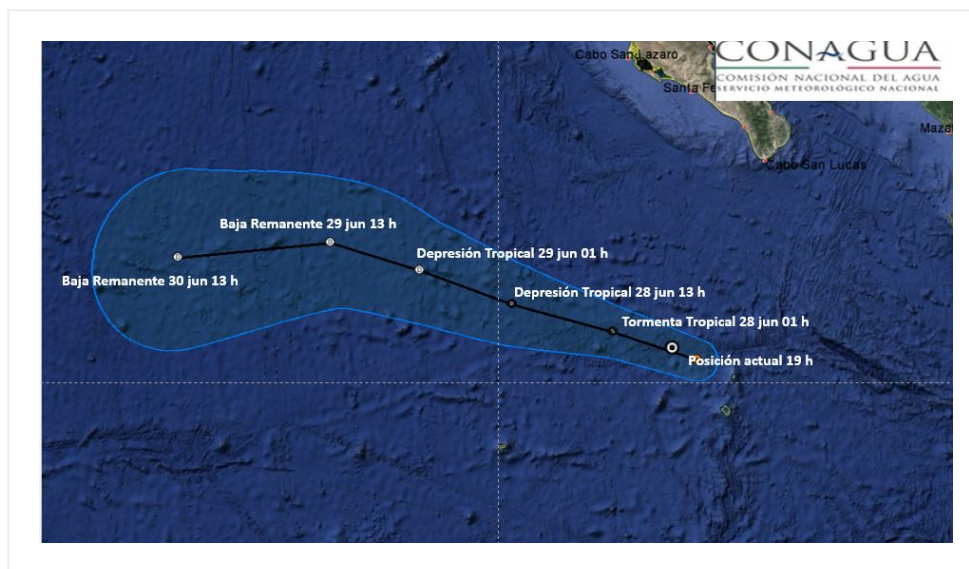 Cabo San Lazaro
CONAGUA
COMISIÓN NACIONAL DEL AGUA
SERVICIO METEOROLÓGICO NACIONAL
Santa Fe
Maza
Cabo San Lucas
Baja Remanente 29 jun 13 h
Depresión Tropical 29 jun 01 h
Baja Remanente 30 jun 13 h
Depresión Tropical 28 jun 13 h
Tormenta Tropical 28 jun 01 h
Posición actual 19 h